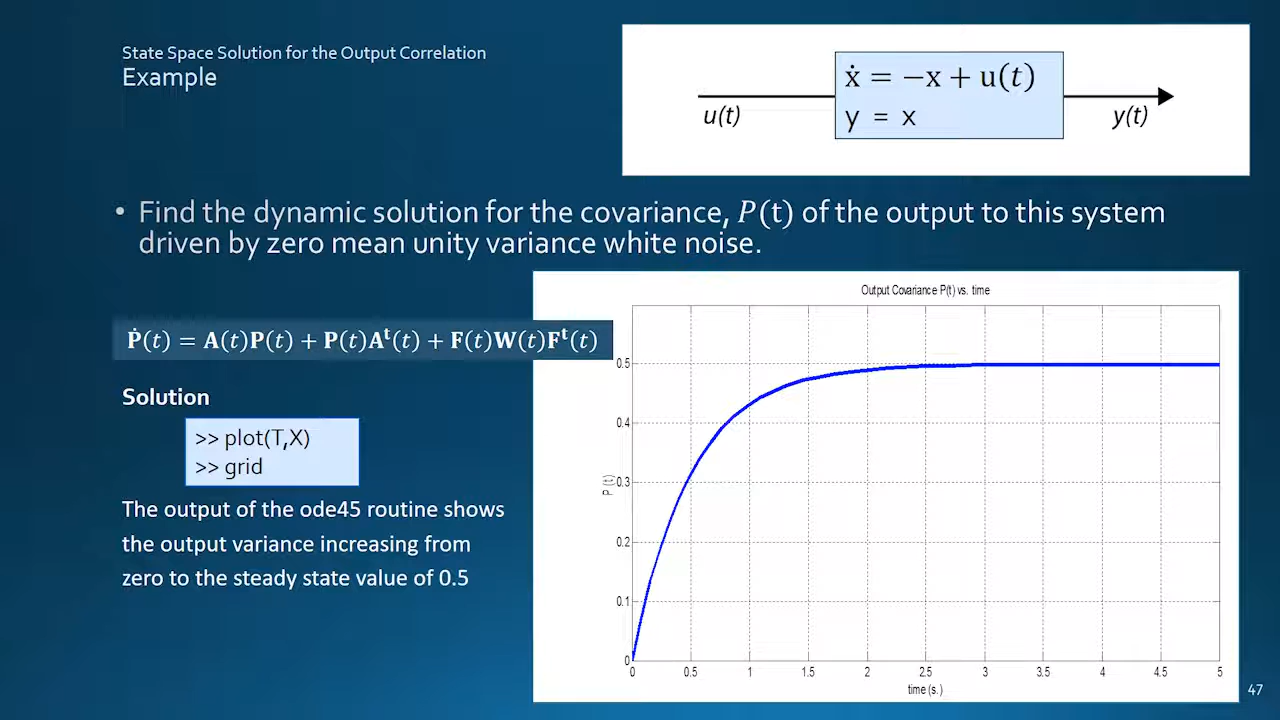 State Space Solution for the Output Correlation
Example
ẋ = −x + u(t)
y = x
u(t)
y(t)
• Find the dynamic solution for the covariance, P(t) of the output to this system
driven by zero mean unity variance white noise.
Ṗ(t) = A(t)P(t) + P(t)Aᵗ(t) + F(t)W(t)Fᵗ(t)
Solution
>> plot(T,X)
>> grid
The output of the ode45 routine shows
the output variance increasing from
zero to the steady state value of 0.5
Output Covariance P(t) vs. time
P (t)
0.5
0.4
0.3
0.2
0.1
0
0 0.5 1 1.5 2 2.5 3 3.5 4 4.5 5
time (s.)
47